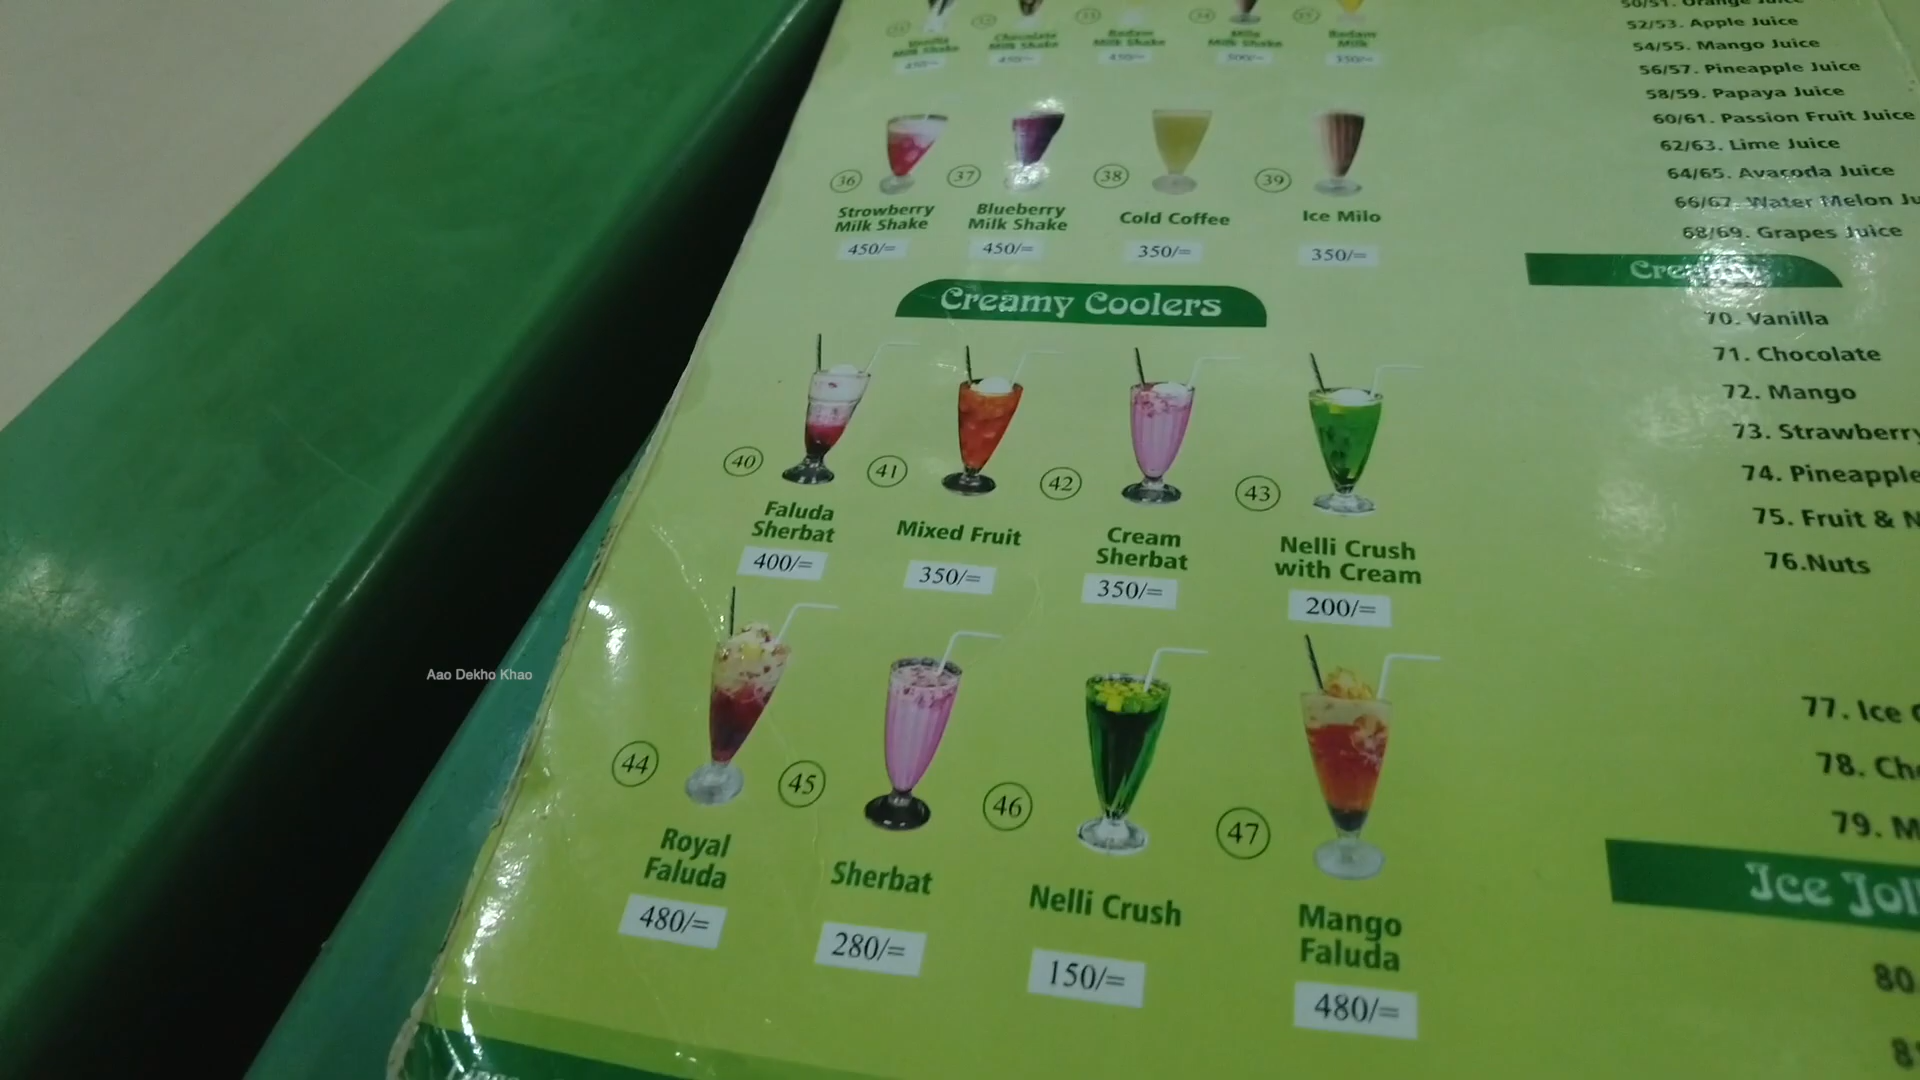 Vanilla
Milk Shake
450/=
Chocolate
Milk Shake
450/=
Badam
Milk Shake
450/=
Milo
Milk Shake
300/=
Badam
Milk
350/=
36
Strowberry
Milk Shake
450/=
37
Blueberry
Milk Shake
450/=
38
Cold Coffee
350/=
39
Ice Milo
350/=
Creamy Coolers
40
Faluda
Sherbat
400/=
41
Mixed Fruit
350/=
42
Cream
Sherbat
350/=
43
Nelli Crush
with Cream
200/=
44
Royal
Faluda
480/=
45
Sherbat
280/=
46
Nelli Crush
150/=
47
Mango
Faluda
480/=
50/51. Orange Juice
52/53. Apple Juice
54/55. Mango Juice
56/57. Pineapple Juice
58/59. Papaya Juice
60/61. Passion Fruit Juice
62/63. Lime Juice
64/65. Avacoda Juice
66/67. Water Melon Ju
68/69. Grapes Juice
70. Vanilla
71. Chocolate
72. Mango
73. Strawberry
74. Pineapple
75. Fruit & N
76.Nuts
77. Ice
78. Ch
79. M
Ice Joll
80.
Aao Dekho Khao